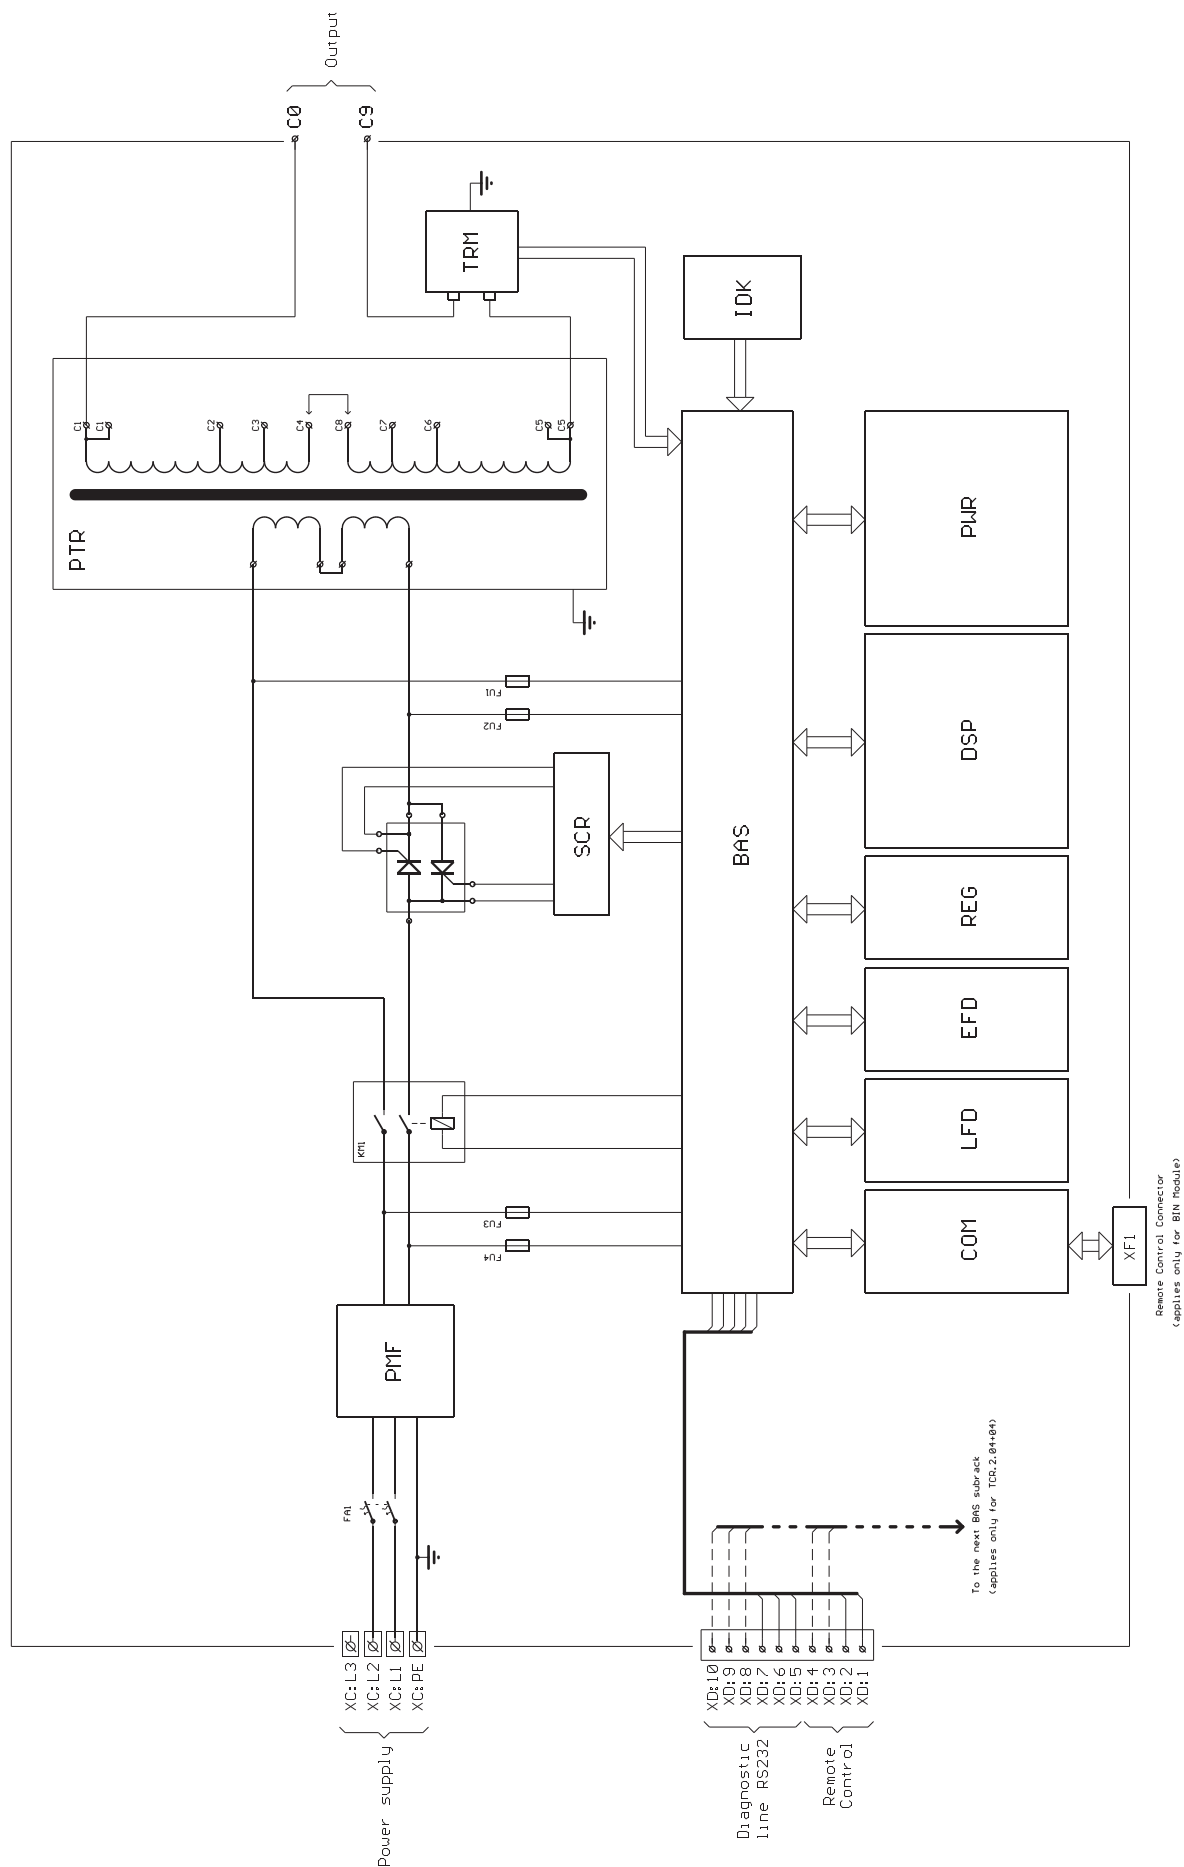 Output
C0
C9
TRM
IDK
PTR
C1
C1
C2
C3
C4
C8
C7
C6
C5
C5
FU1
FU2
SCR
BAS
PWR
DSP
REG
EFD
LFD
COM
XF1
Remote Control Connector
(applies only for BIN Module)
KM1
FU3
FU4
PMF
FA1
To the next BAS subrack
(applies only for TCR.2.04+04)
XC:L3
XC:L2
XC:L1
XC:PE
Power supply
XD:10
XD:9
XD:8
XD:7
XD:6
XD:5
XD:4
XD:3
XD:2
XD:1
Diagnostic
line RS232
Remote
Control